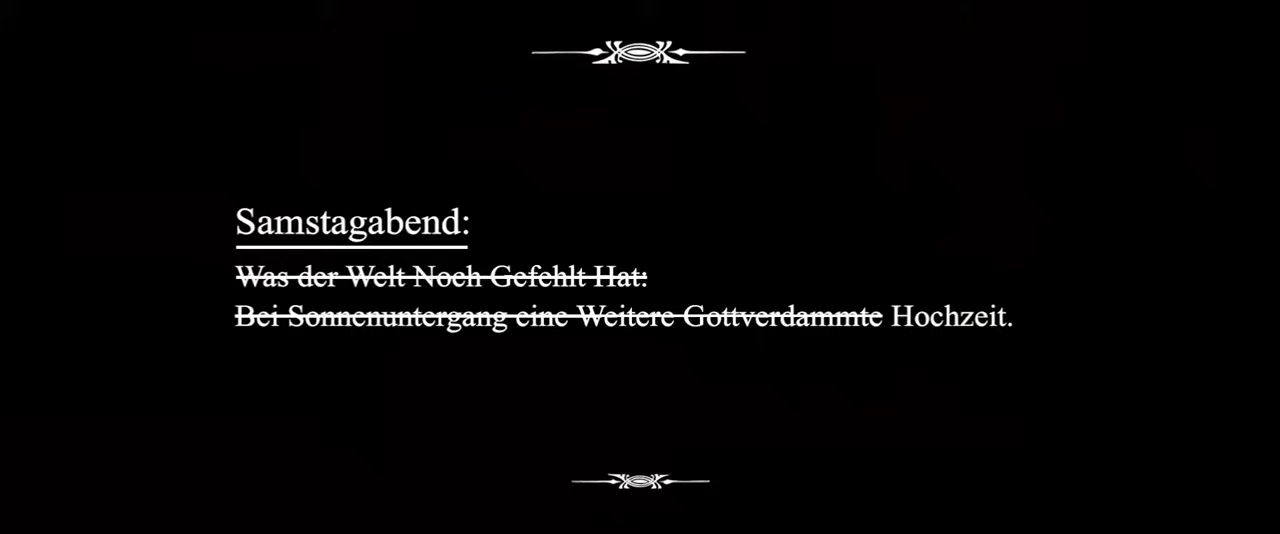 Samstagabend:
Was der Welt Noch Gefehlt Hat:
Bei Sonnenuntergang eine Weitere Gottverdammte Hochzeit.